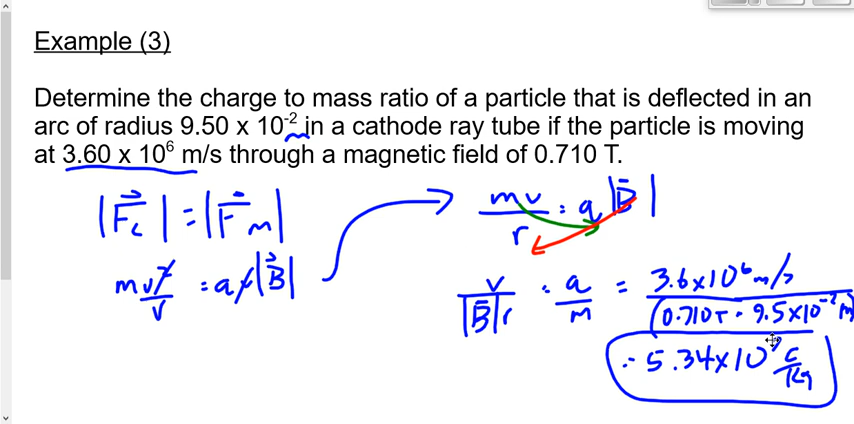 Example (3)
Determine the charge to mass ratio of a particle that is deflected in an
arc of radius 9.50 x 10⁻² in a cathode ray tube if the particle is moving
at 3.60 x 10⁶ m/s through a magnetic field of 0.710 T.
|F⃗c| = |F⃗m|
mv²/r = qv|B⃗|
mv/r = q|B⃗|
v/(|B⃗|r) = q/m = 3.6x10⁶ m/s / (0.710T · 9.5x10⁻² m)
= 5.34x10⁷ C/kg